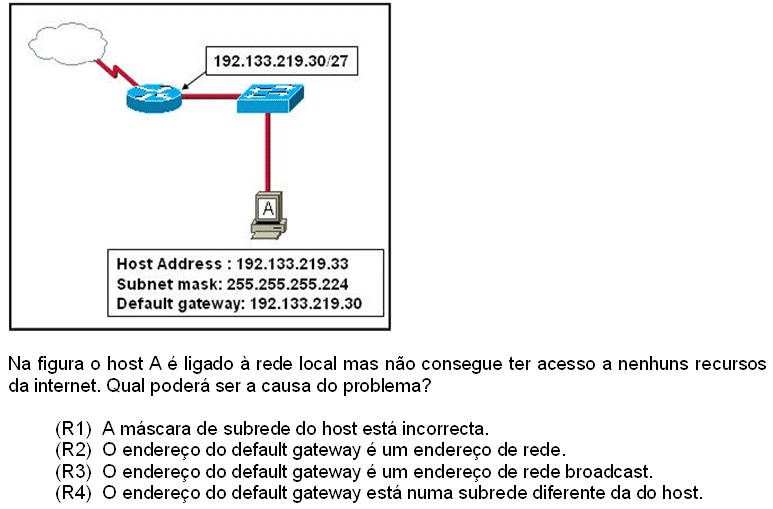 192.133.219.30/27
A
Host Address : 192.133.219.33
Subnet mask: 255.255.255.224
Default gateway: 192.133.219.30
Na figura o host A é ligado à rede local mas não consegue ter acesso a nenhuns recursos
da internet. Qual poderá ser a causa do problema?
(R1) A máscara de subrede do host está incorrecta.
(R2) O endereço do default gateway é um endereço de rede.
(R3) O endereço do default gateway é um endereço de rede broadcast.
(R4) O endereço do default gateway está numa subrede diferente da do host.